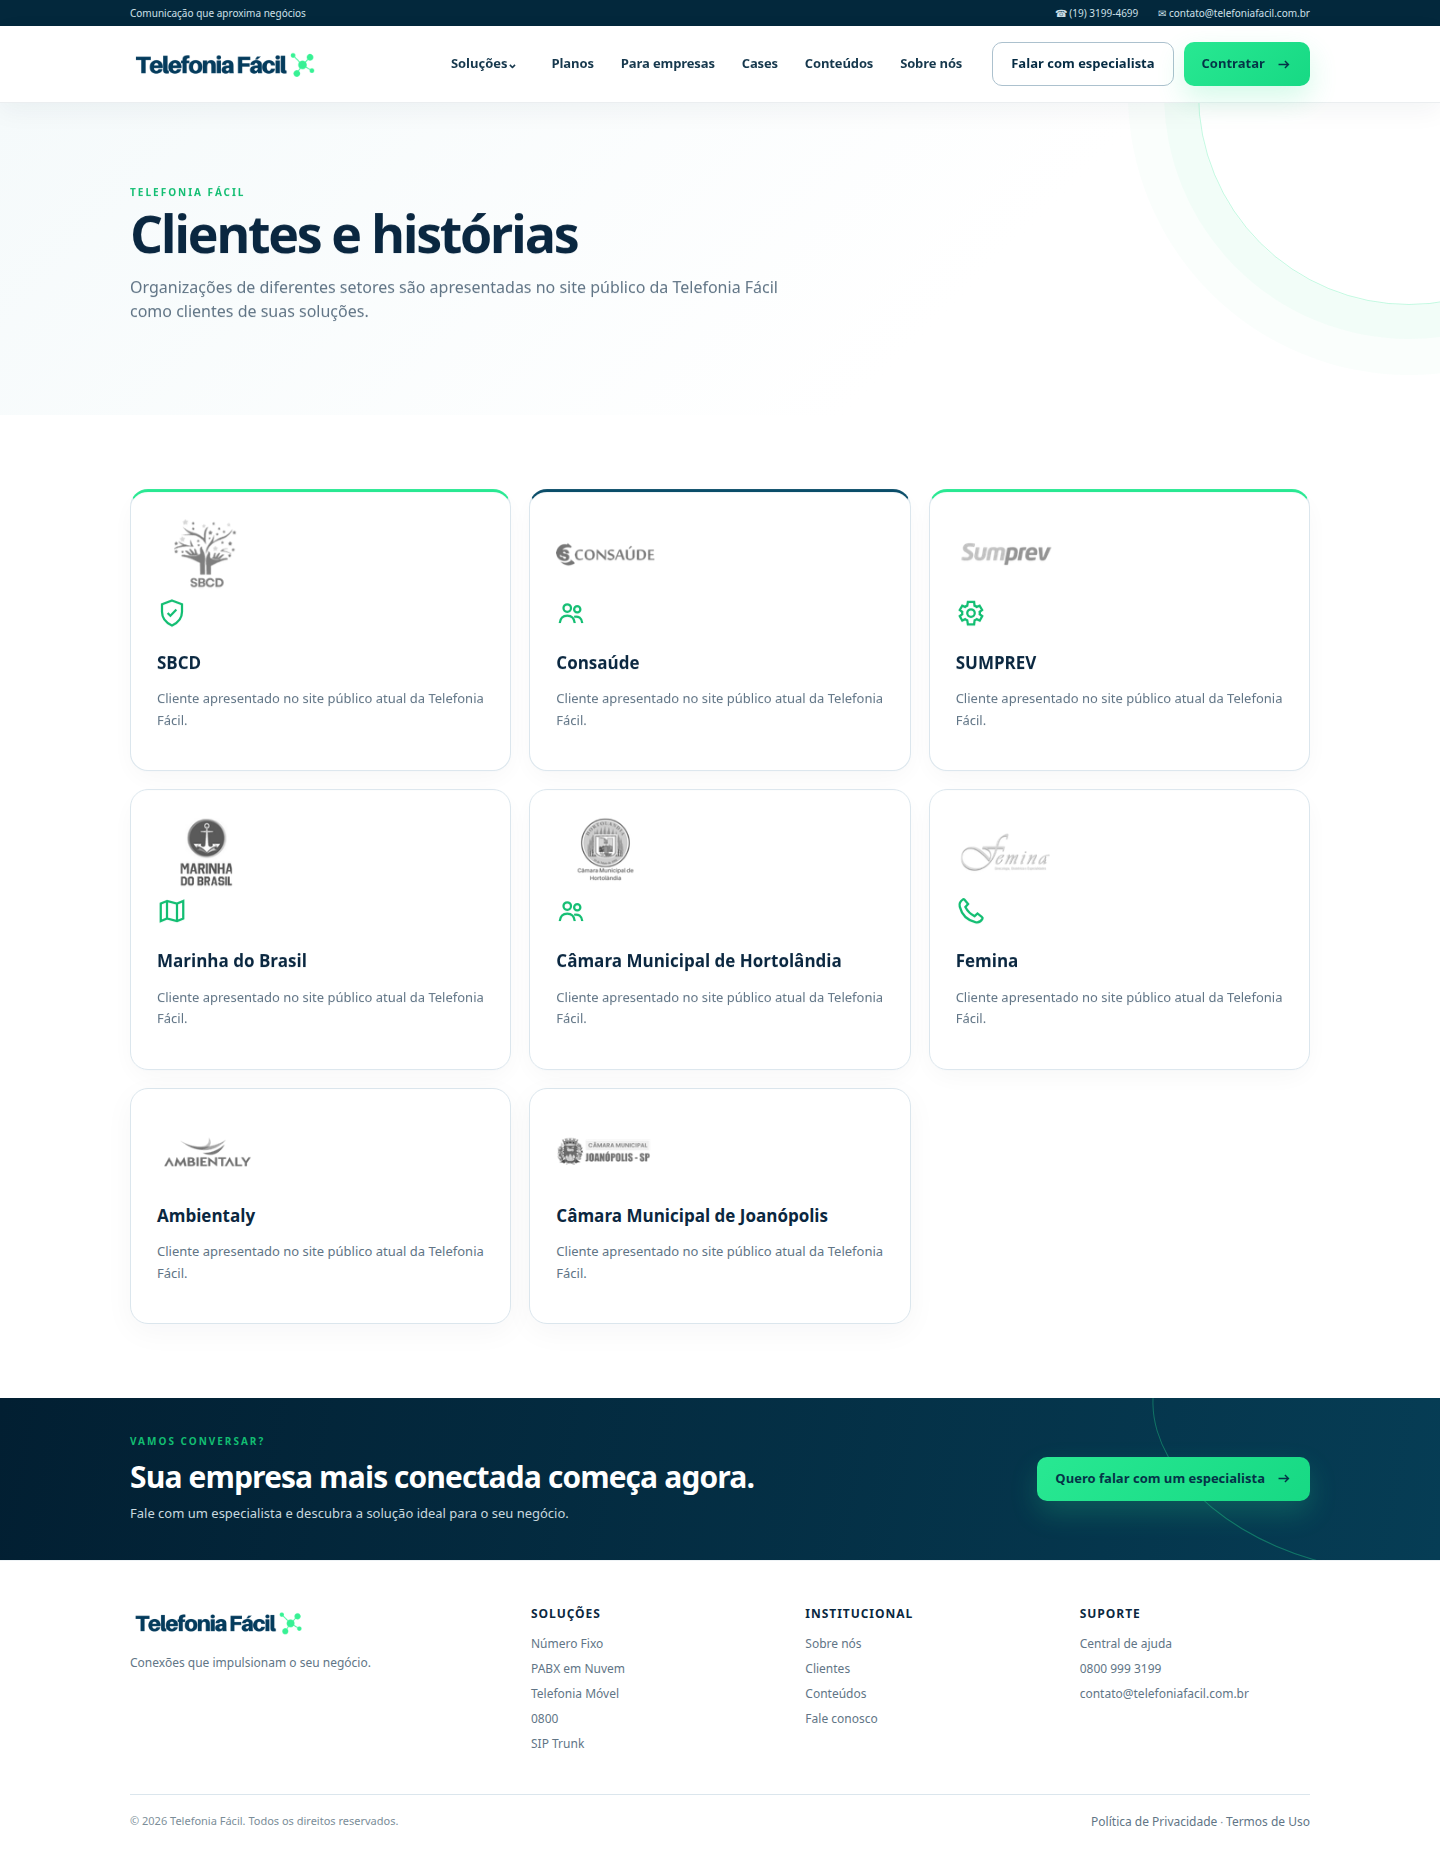 Comunicação que aproxima negócios
☎ (19) 3199-4699 ✉ contato@telefoniafacil.com.br
Telefonia Fácil
Soluções Planos Para empresas Cases Conteúdos Sobre nós Falar com especialista Contratar →
TELEFONIA FÁCIL
Clientes e histórias
Organizações de diferentes setores são apresentadas no site público da Telefonia Fácil
como clientes de suas soluções.
SBCD
SBCD
Cliente apresentado no site público atual da Telefonia
Fácil.
CONSAÚDE
Consaúde
Cliente apresentado no site público atual da Telefonia
Fácil.
Sumprev
SUMPREV
Cliente apresentado no site público atual da Telefonia
Fácil.
MARINHA
DO BRASIL
Marinha do Brasil
Cliente apresentado no site público atual da Telefonia
Fácil.
Câmara Municipal de
Hortolândia
Câmara Municipal de Hortolândia
Cliente apresentado no site público atual da Telefonia
Fácil.
Femina
Femina
Cliente apresentado no site público atual da Telefonia
Fácil.
AMBIENTALY
Ambientaly
Cliente apresentado no site público atual da Telefonia
Fácil.
CÂMARA MUNICIPAL
JOANÓPOLIS - SP
Câmara Municipal de Joanópolis
Cliente apresentado no site público atual da Telefonia
Fácil.
VAMOS CONVERSAR?
Sua empresa mais conectada começa agora.
Fale com um especialista e descubra a solução ideal para o seu negócio.
Quero falar com um especialista →
Telefonia Fácil
Conexões que impulsionam o seu negócio.
SOLUÇÕES
Número Fixo
PABX em Nuvem
Telefonia Móvel
0800
SIP Trunk
INSTITUCIONAL
Sobre nós
Clientes
Conteúdos
Fale conosco
SUPORTE
Central de ajuda
0800 999 3199
contato@telefoniafacil.com.br
© 2026 Telefonia Fácil. Todos os direitos reservados.
Política de Privacidade · Termos de Uso